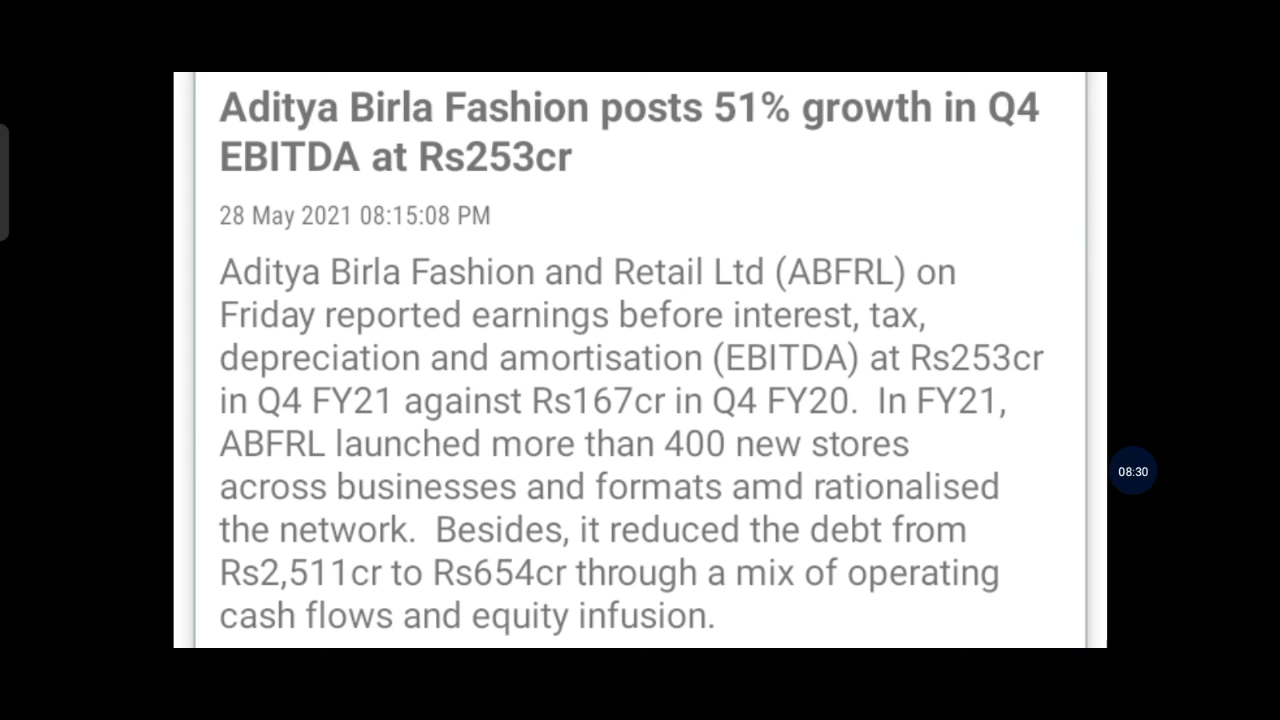 Aditya Birla Fashion posts 51% growth in Q4
EBITDA at Rs253cr
28 May 2021 08:15:08 PM
Aditya Birla Fashion and Retail Ltd (ABFRL) on
Friday reported earnings before interest, tax,
depreciation and amortisation (EBITDA) at Rs253cr
in Q4 FY21 against Rs167cr in Q4 FY20.  In FY21,
ABFRL launched more than 400 new stores
across businesses and formats amd rationalised
the network.  Besides, it reduced the debt from
Rs2,511cr to Rs654cr through a mix of operating
cash flows and equity infusion.
08:30